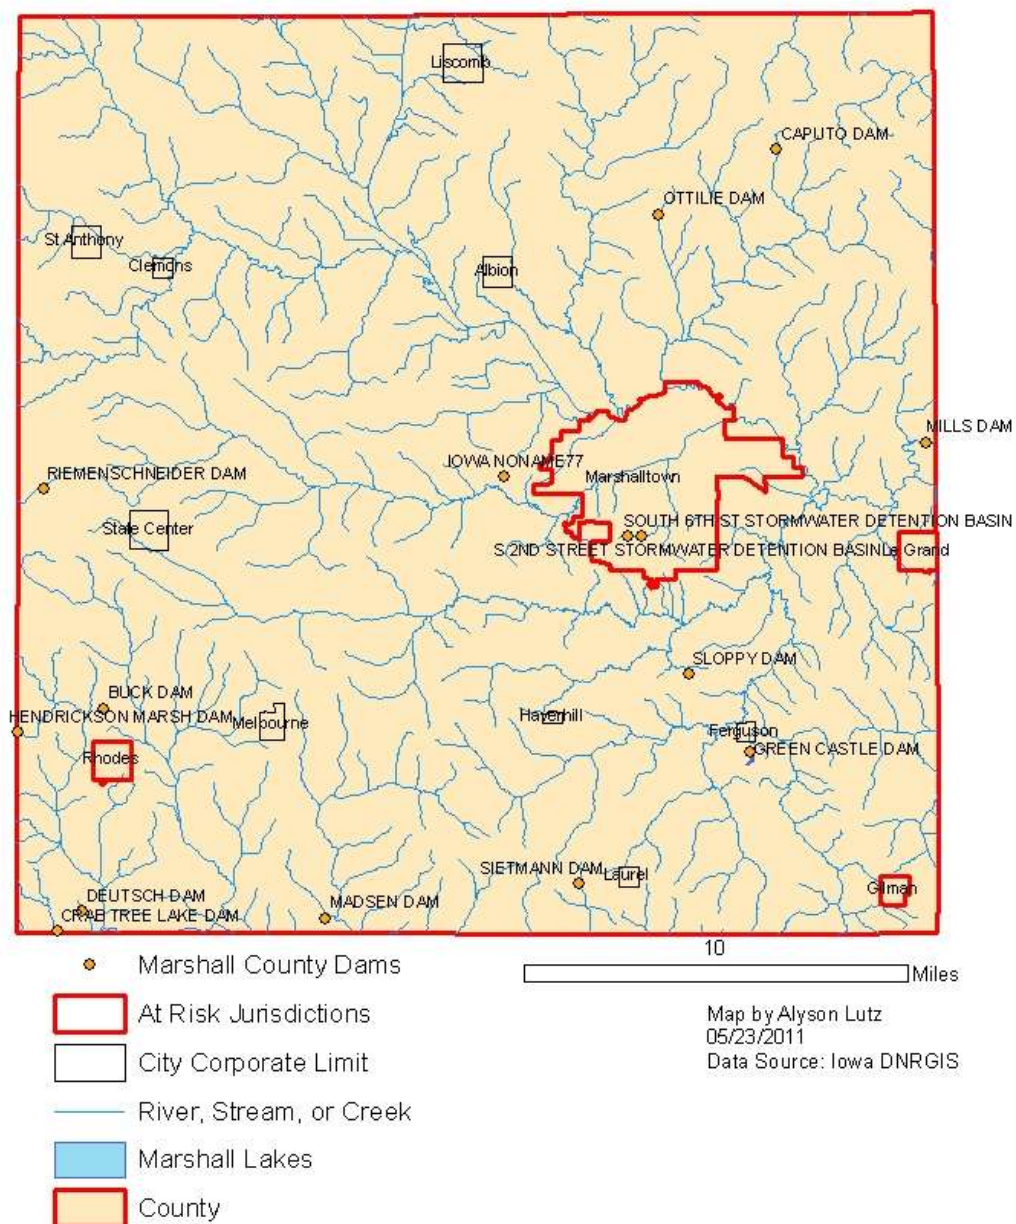 Liscomb
CAPUTO DAM
OTTILIE DAM
St Anthony
Clemons
Albion
MILLS DAM
IOWA NONAME77
RIEMENSCHNEIDER DAM
Marshalltown
State Center
SOUTH 6TH ST STORMWATER DETENTION BASIN
S 2ND STREET STORMWATER DETENTION BASIN
Le Grand
SLOPPY DAM
BUCK DAM
HENDRICKSON MARSH DAM
Melbourne
Haverhill
Ferguson
GREEN CASTLE DAM
Rhodes
SIETMANN DAM
Laurel
Gilman
DEUTSCH DAM
MADSEN DAM
CRAB TREE LAKE DAM
10
Miles
Marshall County Dams
At Risk Jurisdictions
City Corporate Limit
River, Stream, or Creek
Marshall Lakes
County
Map by Alyson Lutz
05/23/2011
Data Source: Iowa DNRGIS